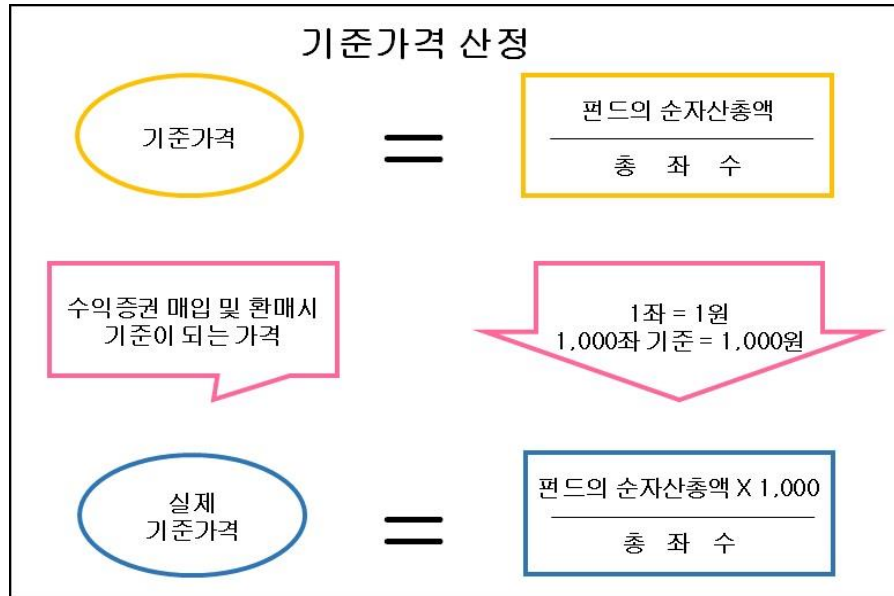 기준가격 산정
기준가격
=
펀드의 순자산총액
총 좌 수
수익증권 매입 및 환매시
기준이 되는 가격
1좌 = 1원
1,000좌 기준 = 1,000원
실제
기준가격
=
펀드의 순자산총액 X 1,000
총 좌 수